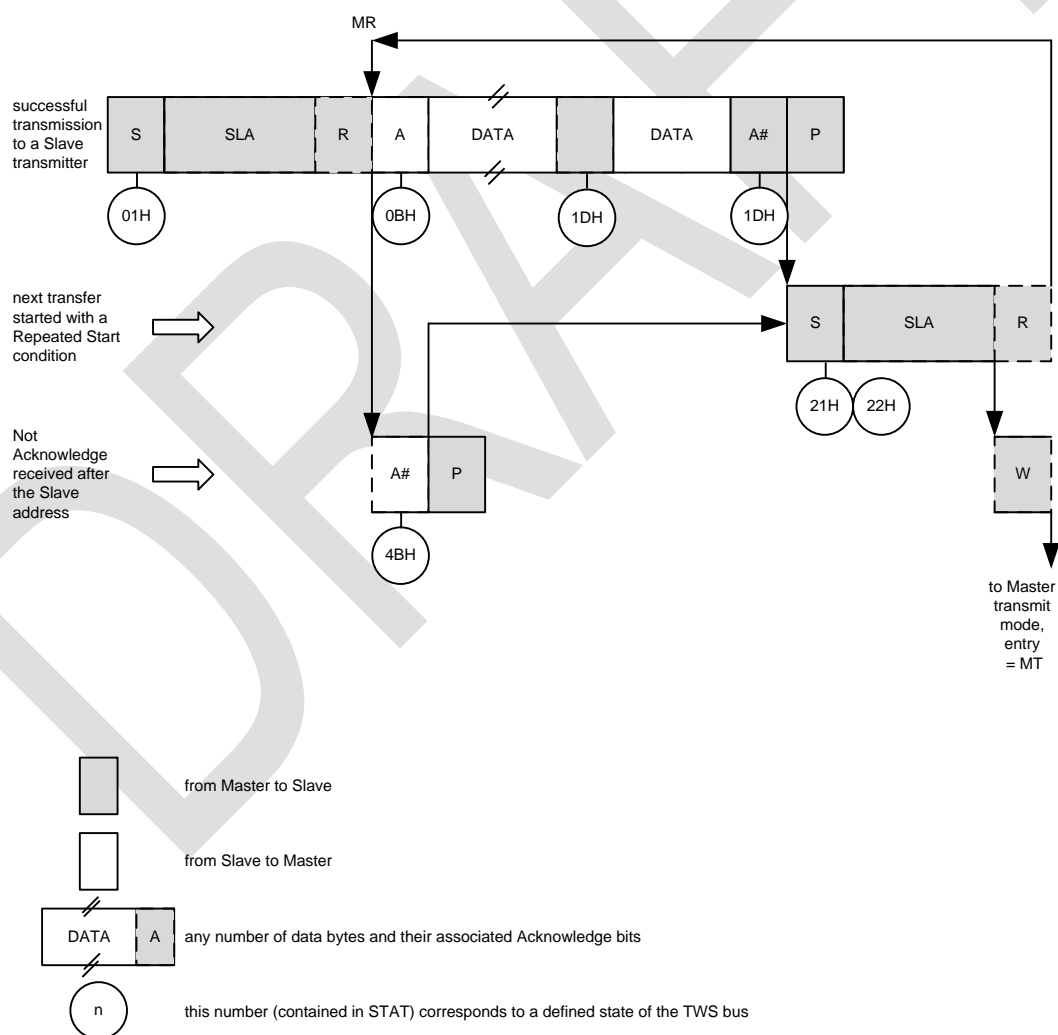 MR
successful
transmission
to a Slave
transmitter
S
SLA
R
A
DATA
DATA
A#
P
01H
0BH
1DH
1DH
next transfer
started with a
Repeated Start
condition
S
SLA
R
21H
22H
Not
Acknowledge
received after
the Slave
address
A#
P
W
4BH
to Master
transmit
mode,
entry
= MT
from Master to Slave
from Slave to Master
DATA
A
any number of data bytes and their associated Acknowledge bits
n
this number (contained in STAT) corresponds to a defined state of the TWS bus
DRAF